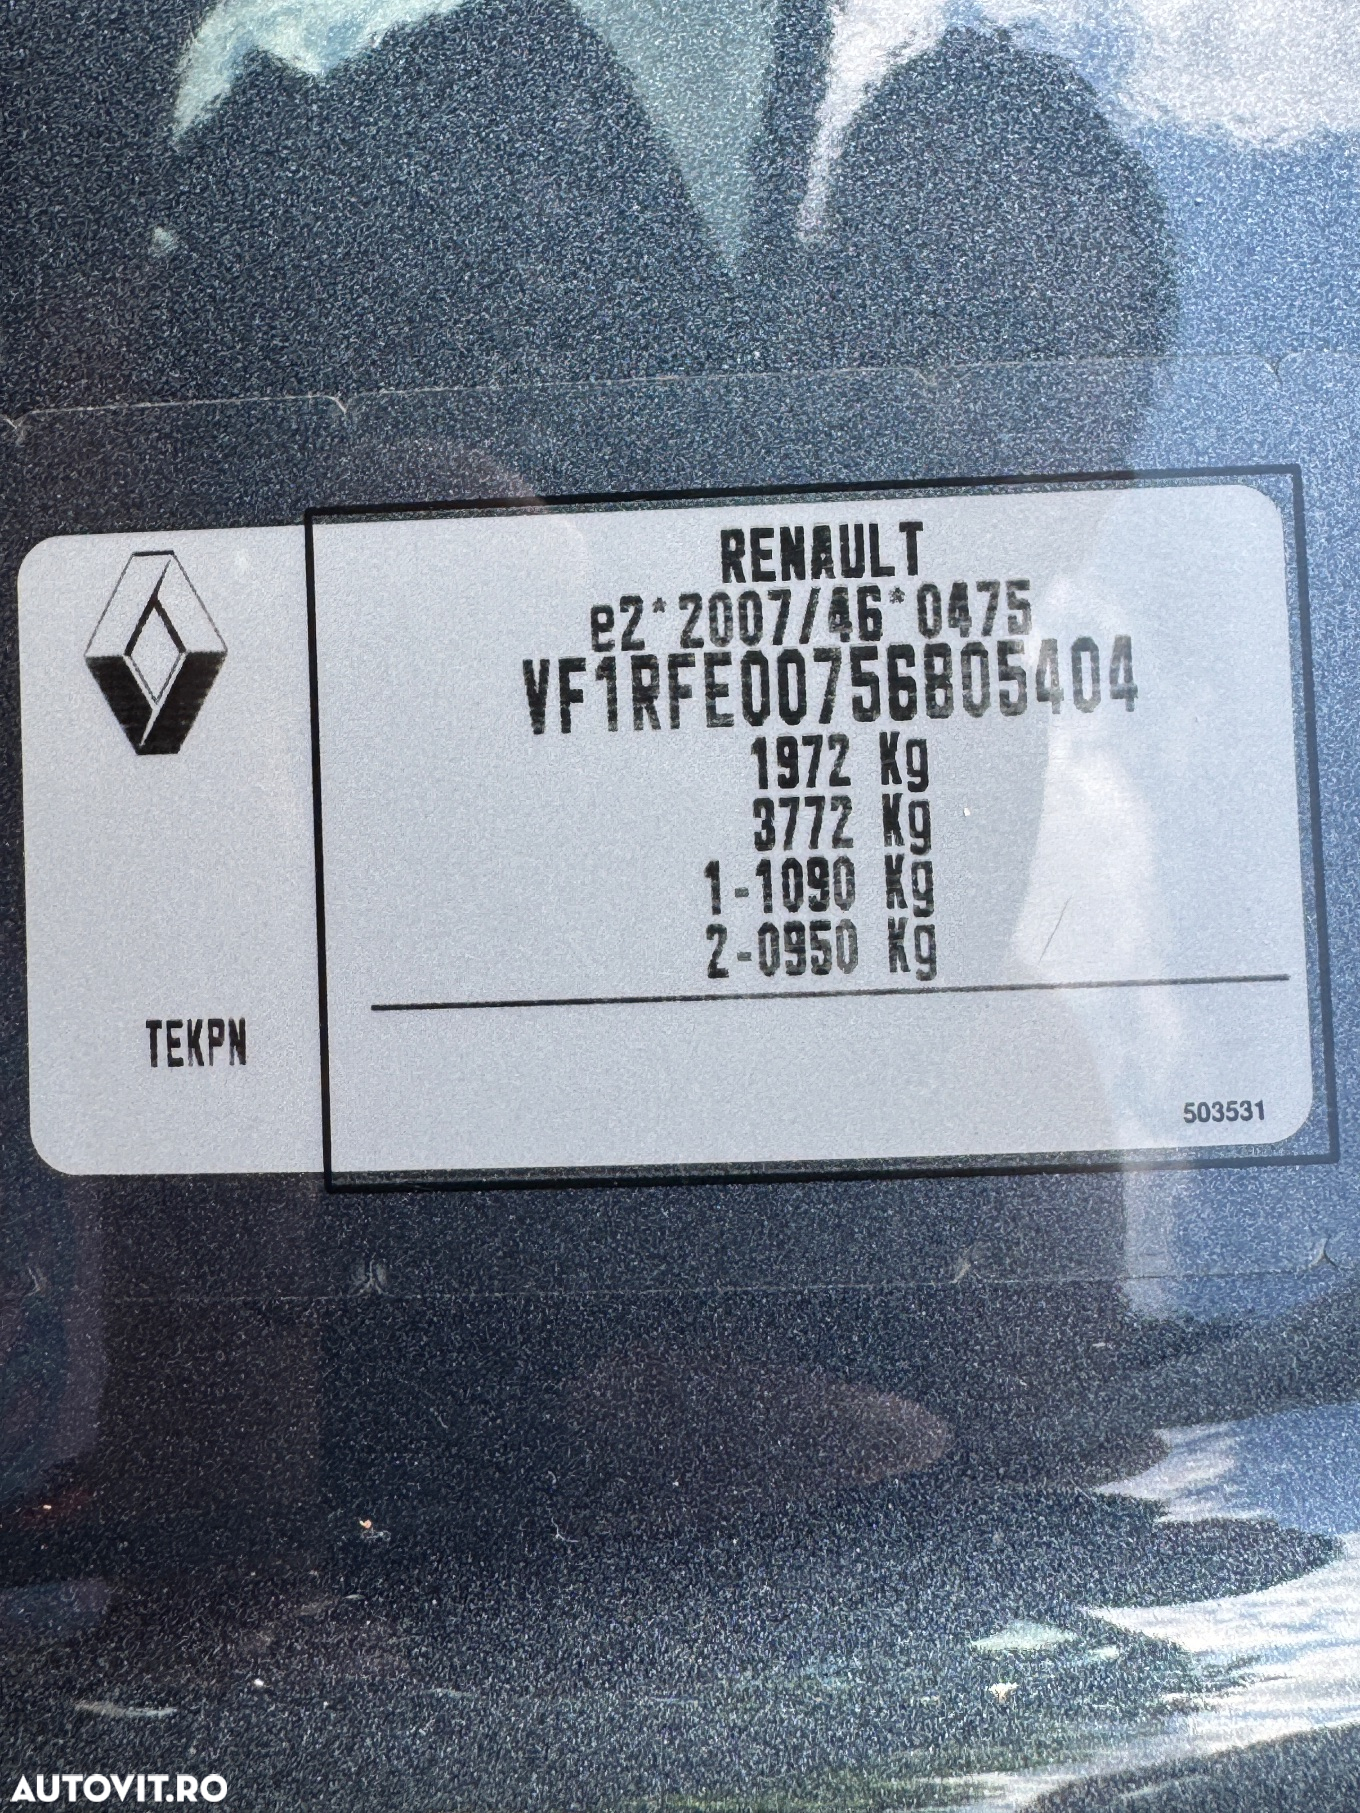 RENAULT
e2*2007/46*0475
VF1RFE00756805404
1972 Kg
3772 Kg
1-1090 Kg
2-0950 Kg
TEKPN
503531
AUTOVIT.RO